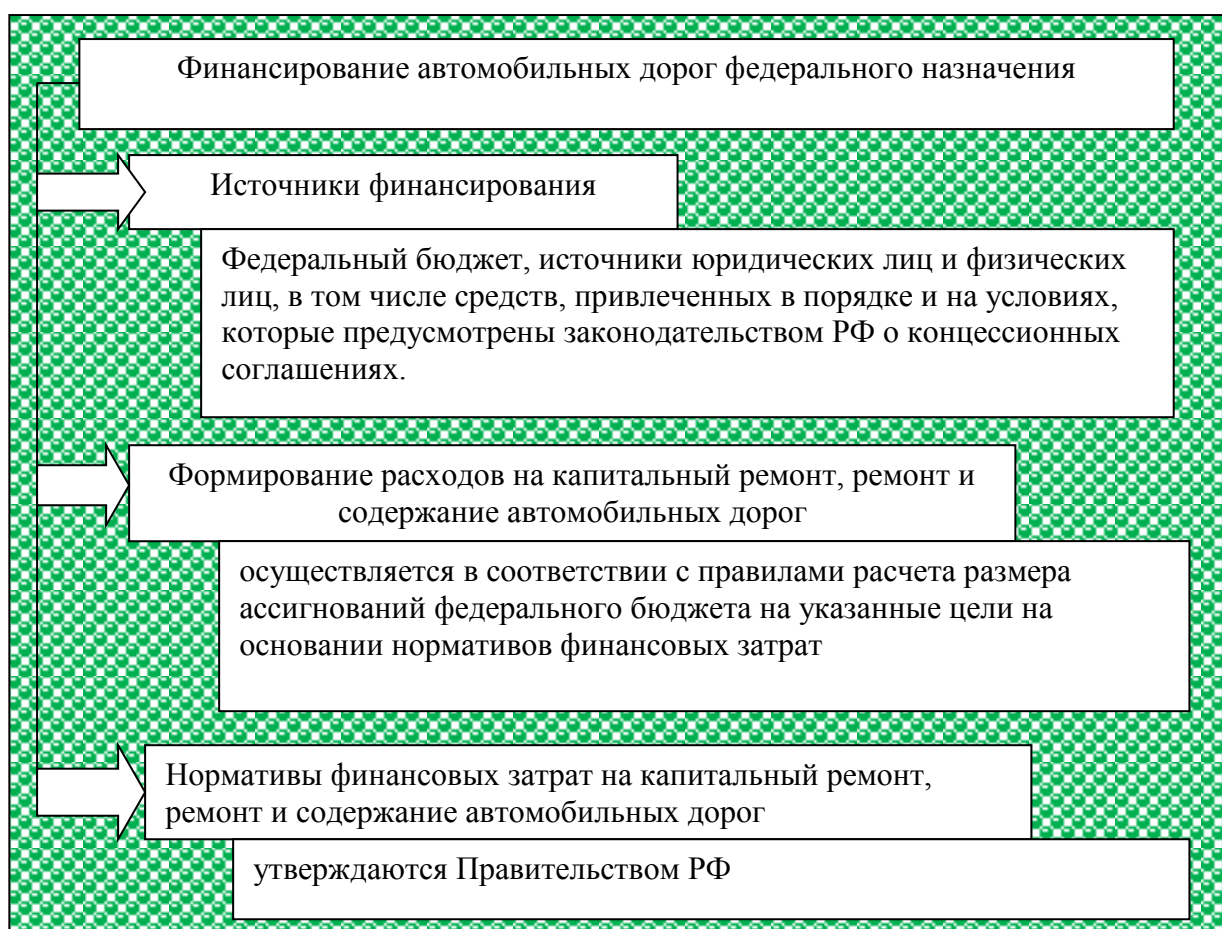 Финансирование автомобильных дорог федерального назначения
Источники финансирования
Федеральный бюджет, источники юридических лиц и физических
лиц, в том числе средств, привлеченных в порядке и на условиях,
которые предусмотрены законодательством РФ о концессионных
соглашениях.
Формирование расходов на капитальный ремонт, ремонт и
содержание автомобильных дорог
осуществляется в соответствии с правилами расчета размера
ассигнований федерального бюджета на указанные цели на
основании нормативов финансовых затрат
Нормативы финансовых затрат на капитальный ремонт,
ремонт и содержание автомобильных дорог
утверждаются Правительством РФ